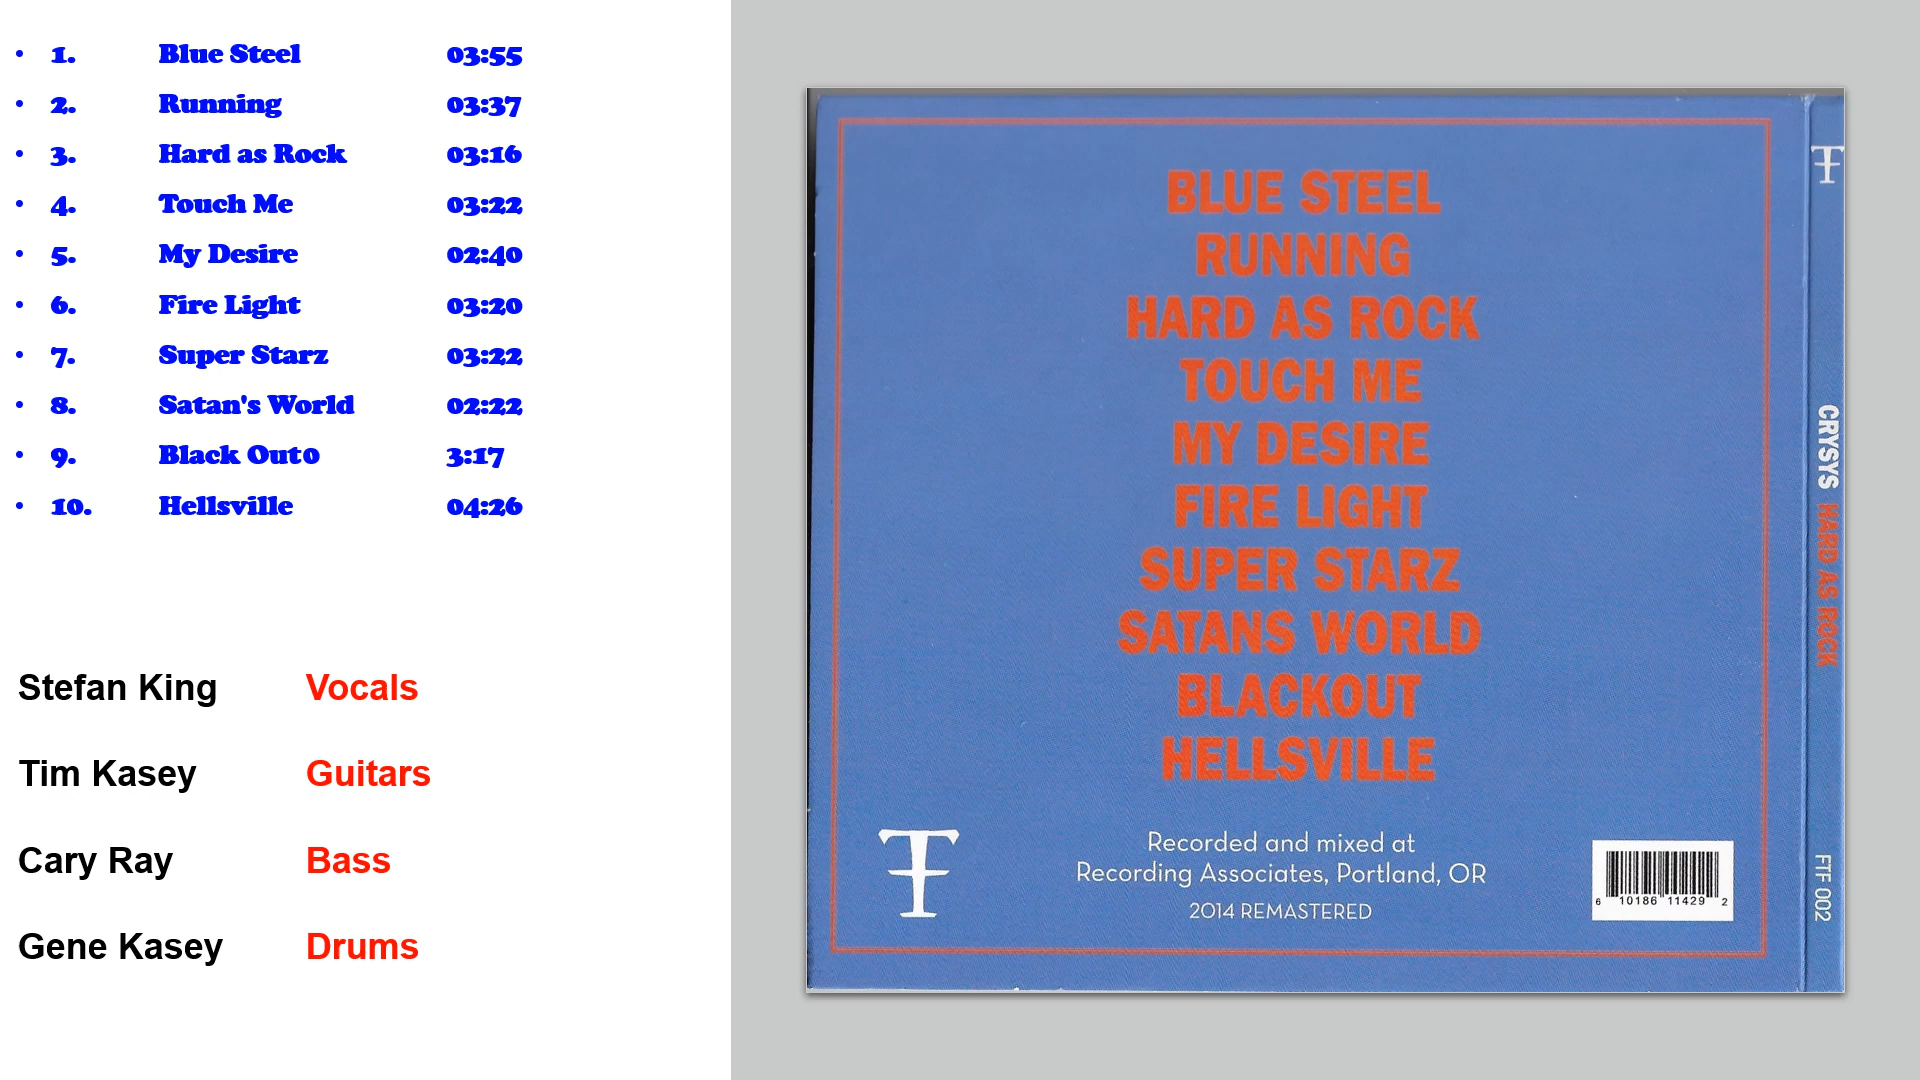 • 1. Blue Steel 03:55
• 2. Running 03:37
• 3. Hard as Rock 03:16
• 4. Touch Me 03:22
• 5. My Desire 02:40
• 6. Fire Light 03:20
• 7. Super Starz 03:22
• 8. Satan's World 02:22
• 9. Black Out0 3:17
• 10. Hellsville 04:26
Stefan King Vocals
Tim Kasey Guitars
Cary Ray Bass
Gene Kasey Drums
BLUE STEEL
RUNNING
HARD AS ROCK
TOUCH ME
MY DESIRE
FIRE LIGHT
SUPER STARZ
SATANS WORLD
BLACKOUT
HELLSVILLE
Recorded and mixed at
Recording Associates, Portland, OR
2014 REMASTERED
6 10186 11429 2
CRYSYS HARD AS ROCK
FTF 002